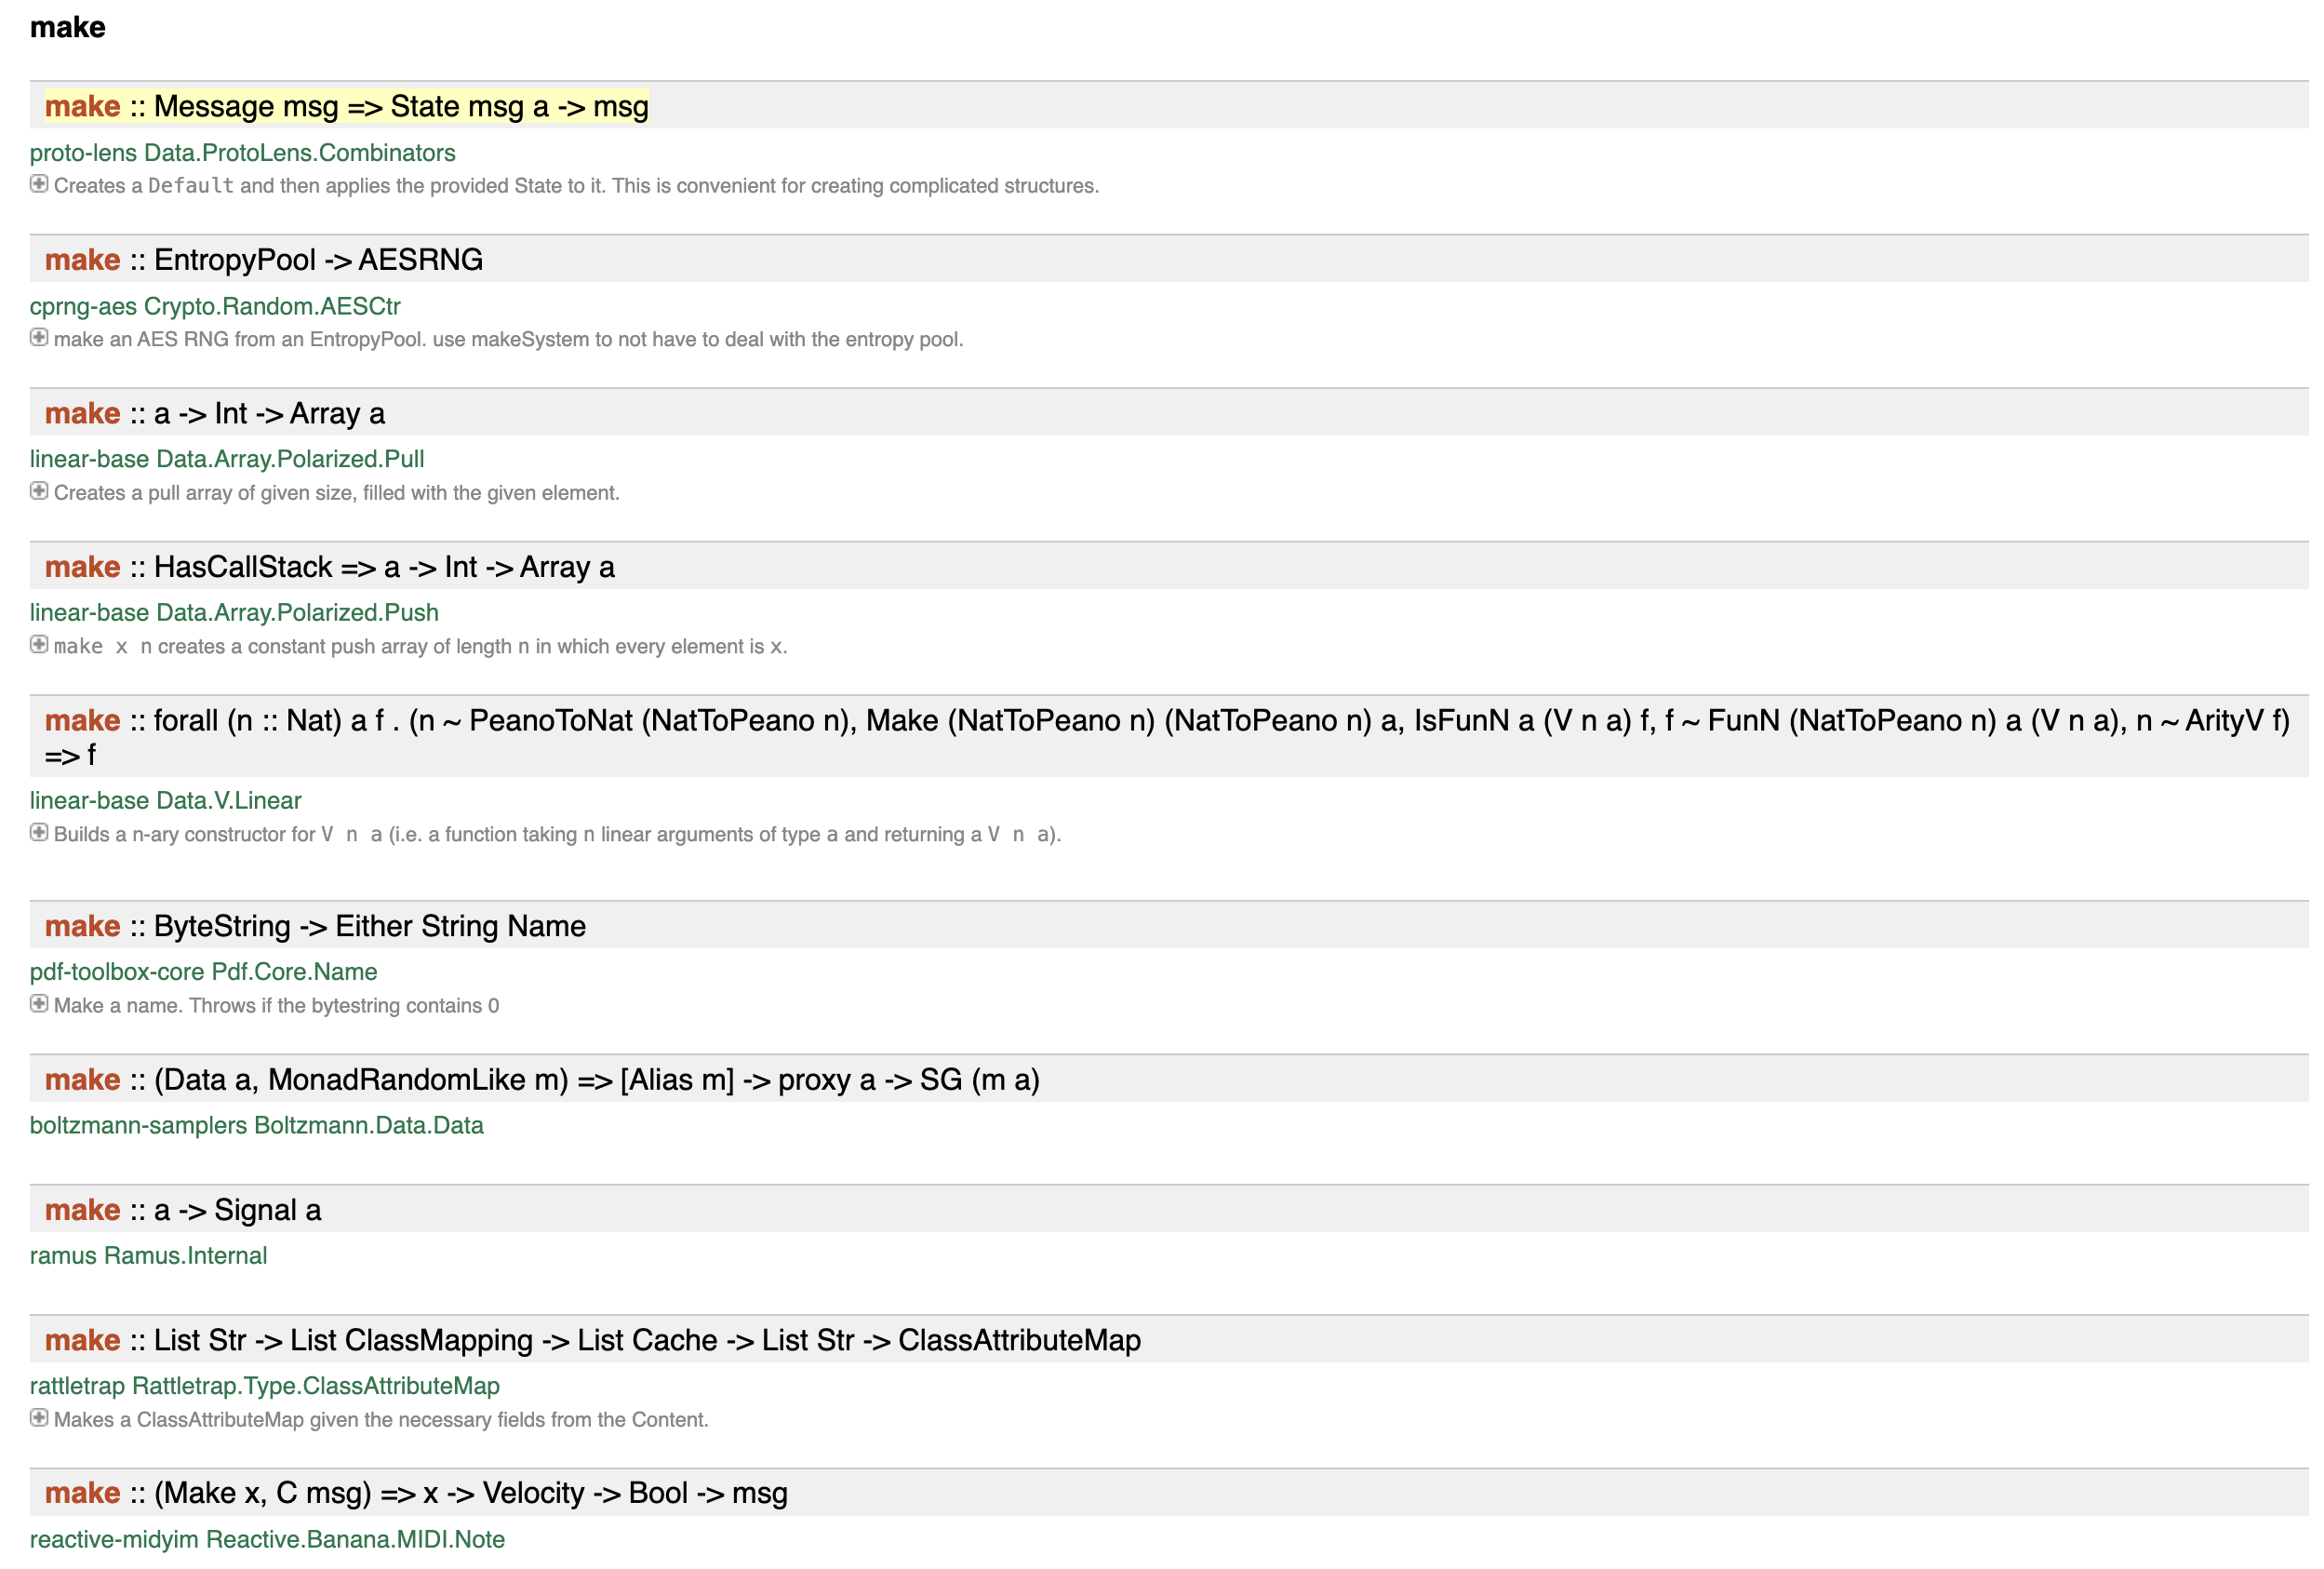 make
make :: Message msg => State msg a -> msg
proto-lens Data.ProtoLens.Combinators
Creates a Default and then applies the provided State to it. This is convenient for creating complicated structures.
make :: EntropyPool -> AESRNG
cprng-aes Crypto.Random.AESCtr
make an AES RNG from an EntropyPool. use makeSystem to not have to deal with the entropy pool.
make :: a -> Int -> Array a
linear-base Data.Array.Polarized.Pull
Creates a pull array of given size, filled with the given element.
make :: HasCallStack => a -> Int -> Array a
linear-base Data.Array.Polarized.Push
make x n creates a constant push array of length n in which every element is x.
make :: forall (n :: Nat) a f . (n ~ PeanoToNat (NatToPeano n), Make (NatToPeano n) (NatToPeano n) a, IsFunN a (V n a) f, f ~ FunN (NatToPeano n) a (V n a), n ~ ArityV f)
=> f
linear-base Data.V.Linear
Builds a n-ary constructor for V n a (i.e. a function taking n linear arguments of type a and returning a V n a).
make :: ByteString -> Either String Name
pdf-toolbox-core Pdf.Core.Name
Make a name. Throws if the bytestring contains 0
make :: (Data a, MonadRandomLike m) => [Alias m] -> proxy a -> SG (m a)
boltzmann-samplers Boltzmann.Data.Data
make :: a -> Signal a
ramus Ramus.Internal
make :: List Str -> List ClassMapping -> List Cache -> List Str -> ClassAttributeMap
rattletrap Rattletrap.Type.ClassAttributeMap
Makes a ClassAttributeMap given the necessary fields from the Content.
make :: (Make x, C msg) => x -> Velocity -> Bool -> msg
reactive-midyim Reactive.Banana.MIDI.Note